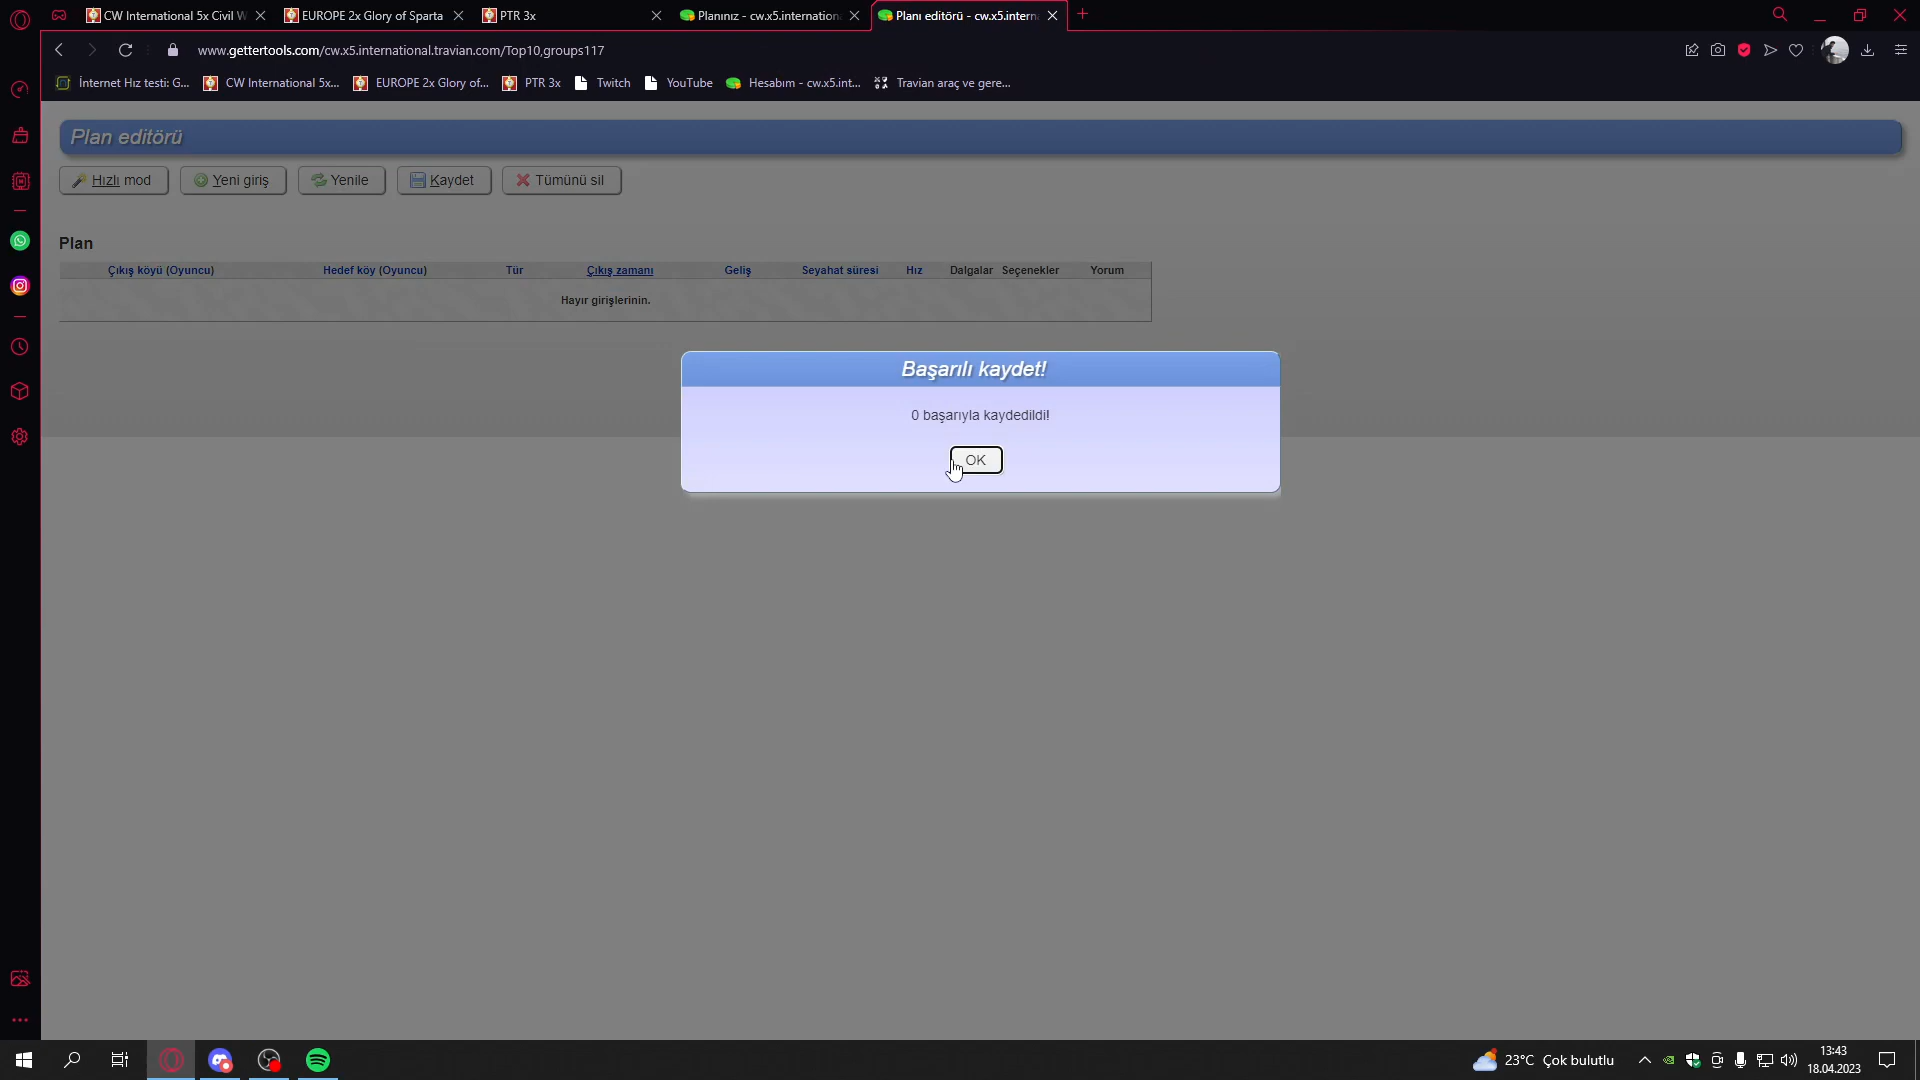 CW International 5x Civil W
EUROPE 2x Glory of Sparta
PTR 3x
Planınız - cw.x5.internationa
Planı editörü - cw.x5.intern
www.gettertools.com/cw.x5.international.travian.com/Top10,groups117
İnternet Hız testi: G...
CW International 5x...
EUROPE 2x Glory of...
PTR 3x
Twitch
YouTube
Hesabım - cw.x5.int...
Travian araç ve gere...
Plan editörü
Hızlı mod
Yeni giriş
Yenile
Kaydet
Tümünü sil
Plan
Çıkış köyü (Oyuncu) Hedef köy (Oyuncu) Tür Çıkış zamanı Geliş Seyahat süresi Hız Dalgalar Seçenekler Yorum
Hayır girişlerinin.
Başarılı kaydet!
0 başarıyla kaydedildi!
OK
23°C Çok bulutlu
13:43
18.04.2023